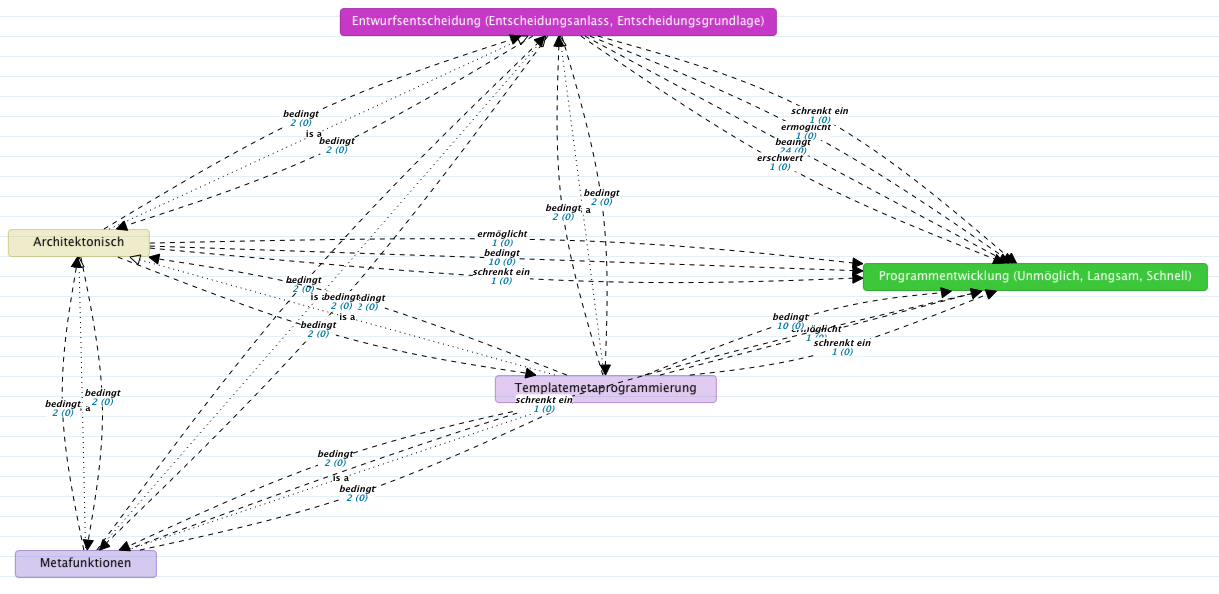 Entwurfsentscheidung (Entscheidungsanlass, Entscheidungsgrundlage)
schrenkt ein
1 (0)
bedingt
2 (0)
is a
bedingt
2 (0)
ermöglicht
1 (0)
bedingt
24 (0)
erschwert
1 (0)
bedingt
2 (0)
bedingt
2 (0)
a
Architektonisch
ermöglicht
1 (0)
bedingt
10 (0)
schrenkt ein
1 (0)
Programmentwicklung (Unmöglich, Langsam, Schnell)
bedingt
2 (0)
is a
bedingt
2 (0)
2 (0)
is a
bedingt
2 (0)
bedingt
10 (0)
1
schrenkt ein
1 (0)
Templatemetaprogrammierung
schrenkt ein
1 (0)
bedingt
2 (0)
bedingt
2 (0)
a
bedingt
2 (0)
is a
bedingt
2 (0)
Metafunktionen